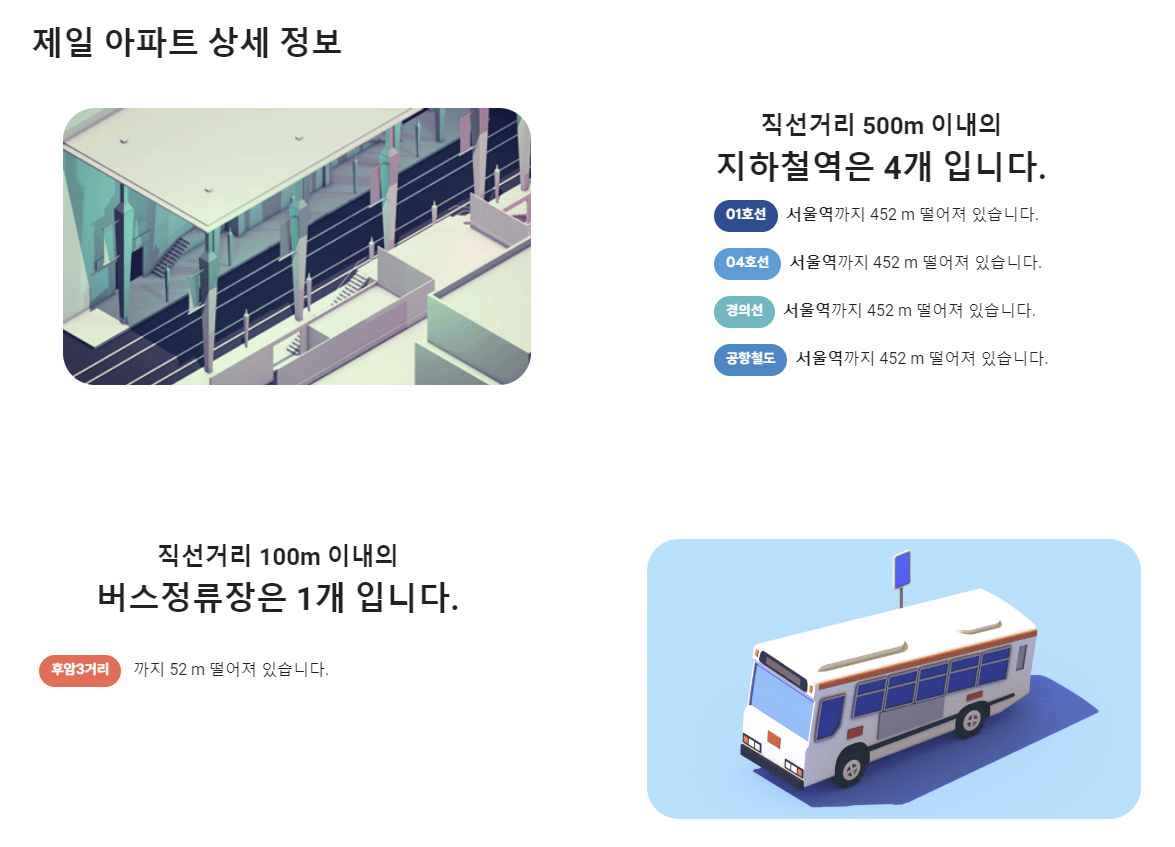 제일 아파트 상세 정보
직선거리 500m 이내의
지하철역은 4개 입니다.
01호선 서울역까지 452 m 떨어져 있습니다.
04호선 서울역까지 452 m 떨어져 있습니다.
경의선 서울역까지 452 m 떨어져 있습니다.
공항철도 서울역까지 452 m 떨어져 있습니다.
직선거리 100m 이내의
버스정류장은 1개 입니다.
후암3거리 까지 52 m 떨어져 있습니다.